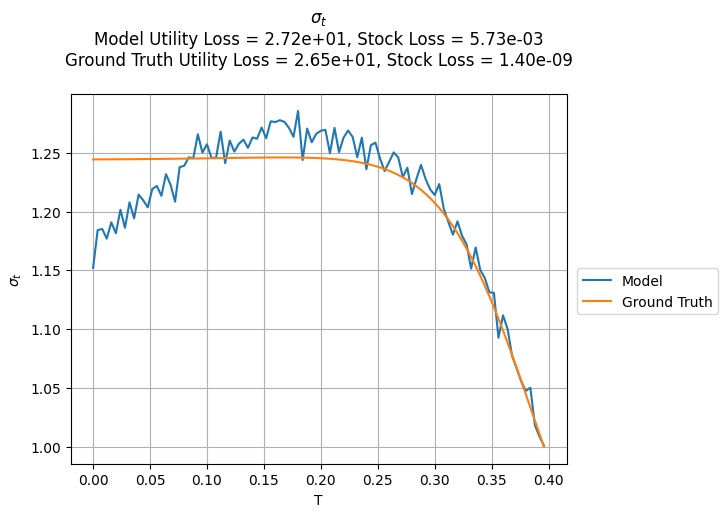 σt
Model Utility Loss = 2.72e+01, Stock Loss = 5.73e-03
Ground Truth Utility Loss = 2.65e+01, Stock Loss = 1.40e-09
1.25
1.20
1.15
1.10
1.05
1.00
σt
0.00 0.05 0.10 0.15 0.20 0.25 0.30 0.35 0.40
T
Model
Ground Truth